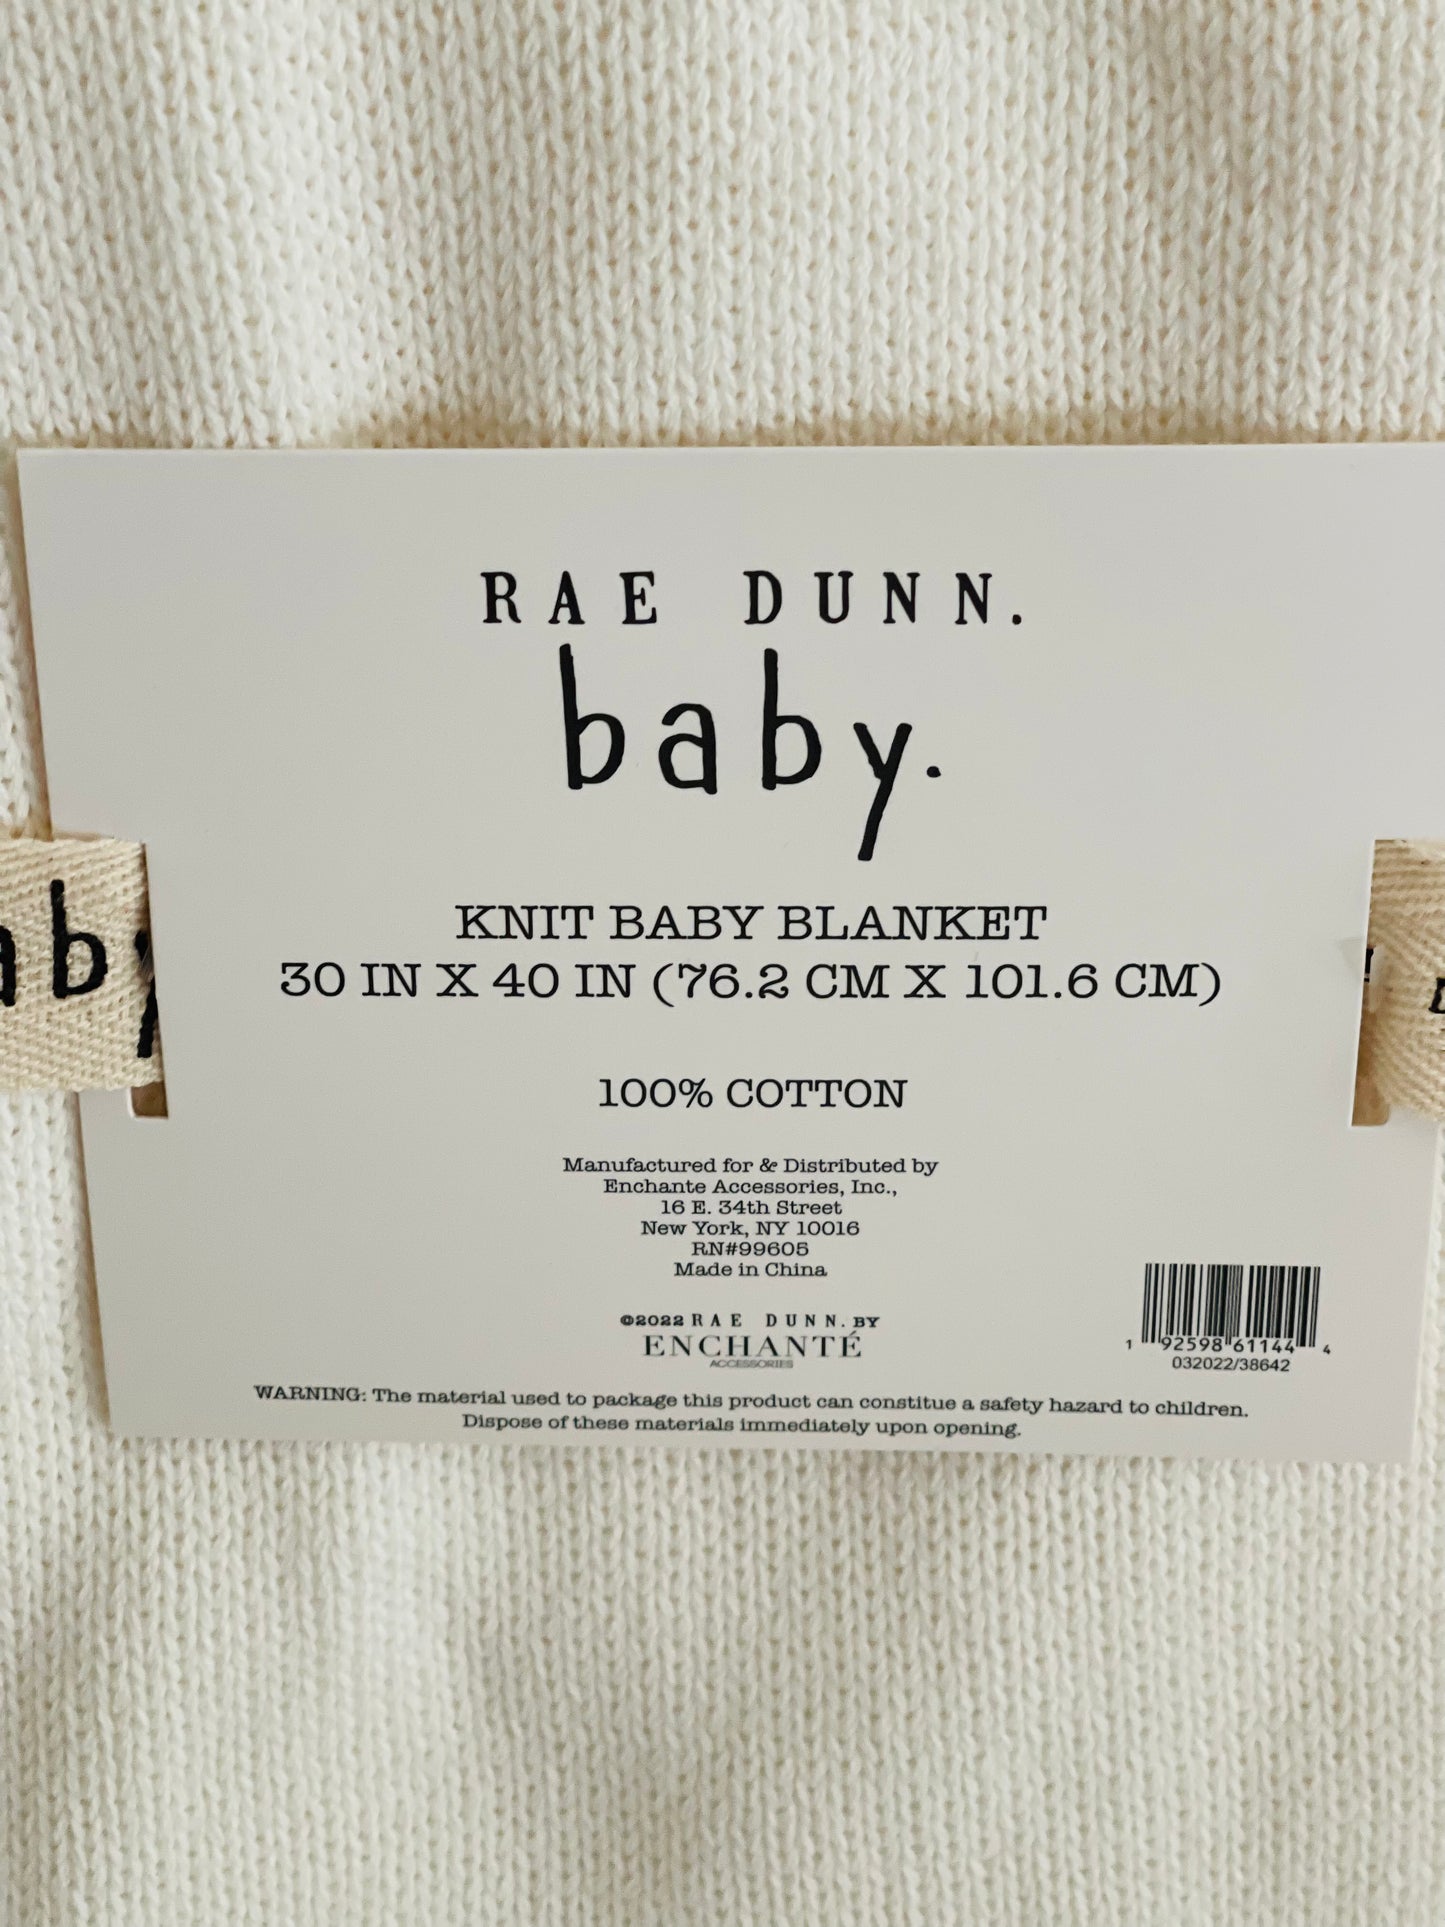 RAE DUNN.
baby.
KNIT BABY BLANKET
30 IN X 40 IN (76.2 CM X 101.6 CM)
100% COTTON
Manufactured for & Distributed by
Enchante Accessories, Inc.,
16 E. 34th Street
New York, NY 10016
RN#99605
Made in China
©2022 RAE DUNN. BY
ENCHANTÉ
ACCESSORIES
1 92598 61144 4
032022/38642
WARNING: The material used to package this product can constitue a safety hazard to children.
Dispose of these materials immediately upon opening.